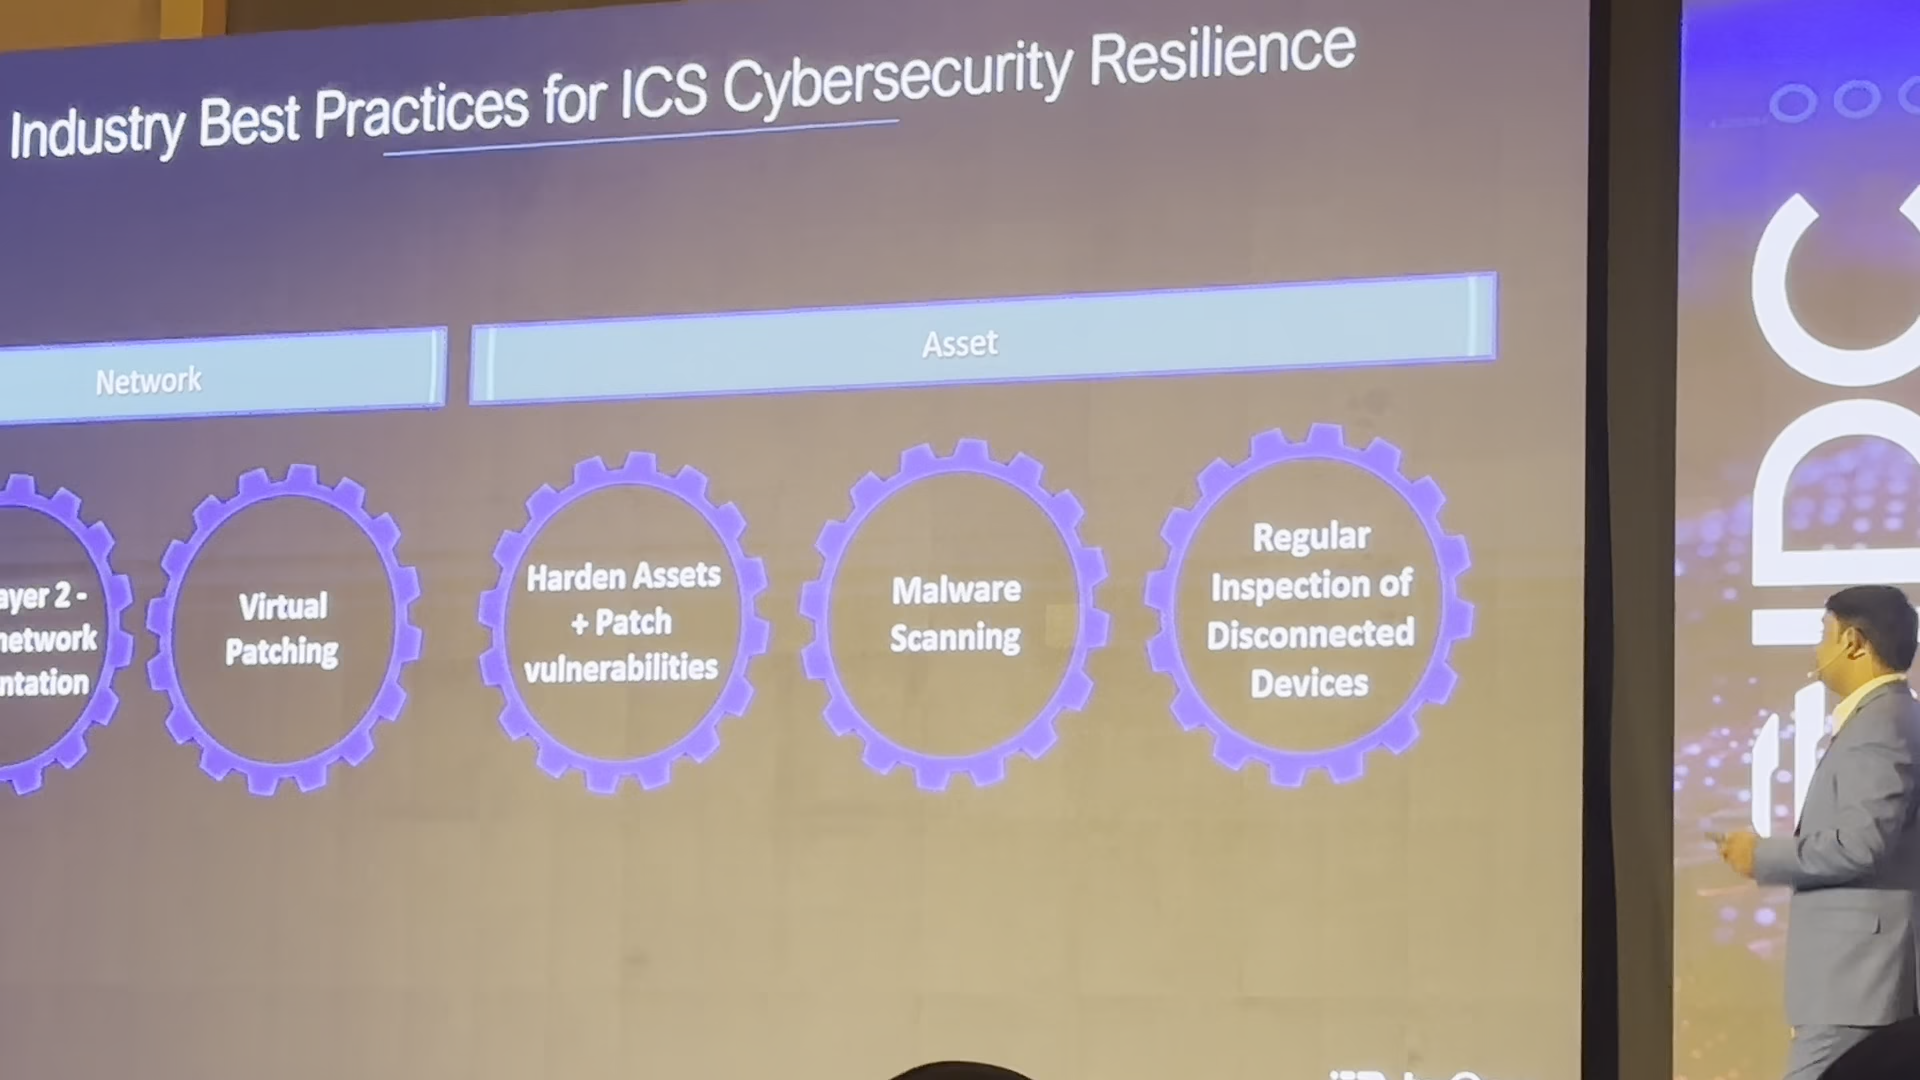 Industry Best Practices for ICS Cybersecurity Resilience
Network
Asset
ayer 2 -
network
ntation
Virtual
Patching
Harden Assets
+ Patch
vulnerabilities
Malware
Scanning
Regular
Inspection of
Disconnected
Devices
IDC